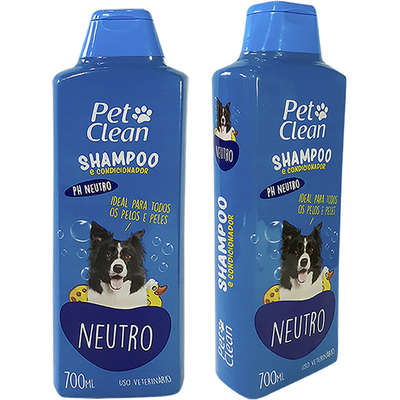 Pet
Clean
SHAMPOO
E CONDICIONADOR
PH NEUTRO
IDEAL PARA TODOS
OS PELOS E PELES
NEUTRO
700ML
USO VETERINÁRIO
NEUTRO
SHAMPOO
E CONDICIONADOR
Pet
Clean
Pet
Clean
SHAMPOO
E CONDICIONADOR
PH NEUTRO
IDEAL PARA TODOS
OS PELOS E PELES
NEUTRO
700ML
USO VETERINÁRIO